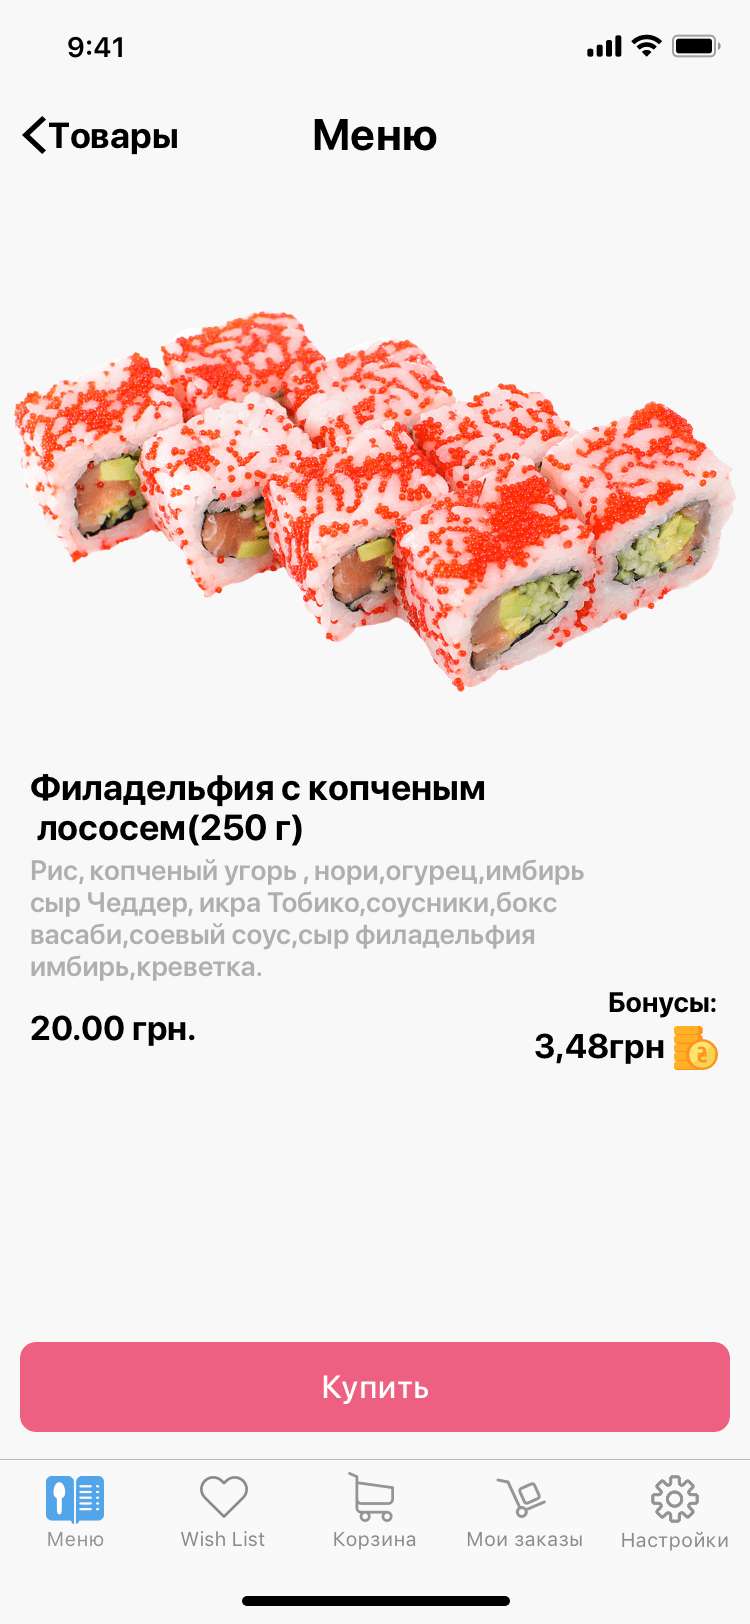 9:41
Товары
Меню
Филадельфия с копченым
лососем(250 г)
Рис, копченый угорь , нори,огурец,имбирь
сыр Чеддер, икра Тобико,соусники,бокс
васаби,соевый соус,сыр филадельфия
имбирь,креветка.
Бонусы:
20.00 грн.
3,48грн
₴
Купить
Меню
Wish List
Корзина
Мои заказы
Настройки